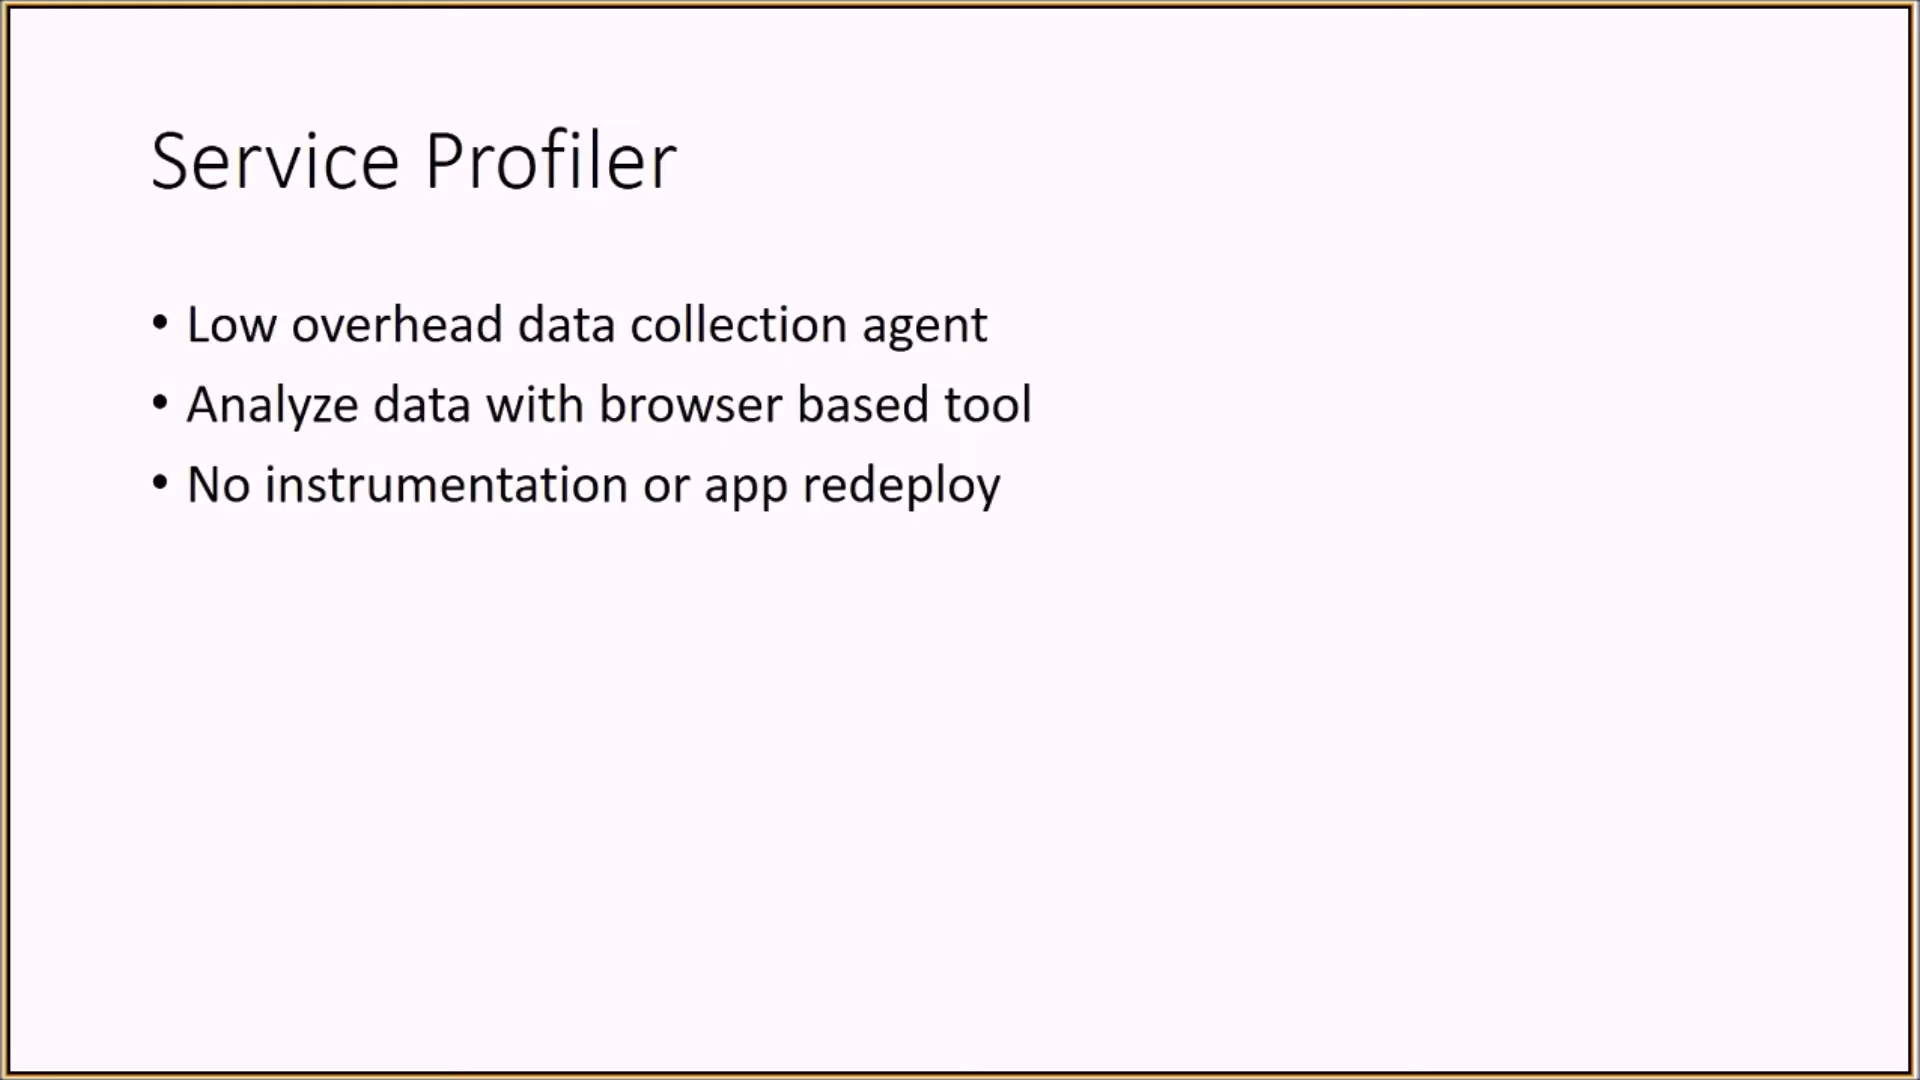 Service Profiler
• Low overhead data collection agent
• Analyze data with browser based tool
• No instrumentation or app redeploy